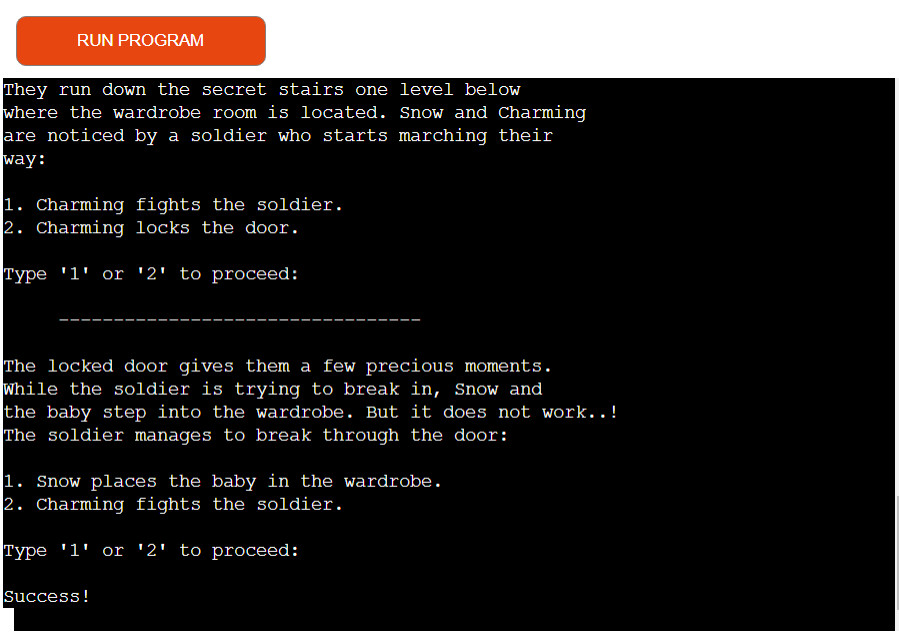 RUN PROGRAM
They run down the secret stairs one level below
where the wardrobe room is located. Snow and Charming
are noticed by a soldier who starts marching their
way:
1. Charming fights the soldier.
2. Charming locks the door.
Type '1' or '2' to proceed:
---------------------------------
The locked door gives them a few precious moments.
While the soldier is trying to break in, Snow and
the baby step into the wardrobe. But it does not work..!
The soldier manages to break through the door:
1. Snow places the baby in the wardrobe.
2. Charming fights the soldier.
Type '1' or '2' to proceed:
Success!